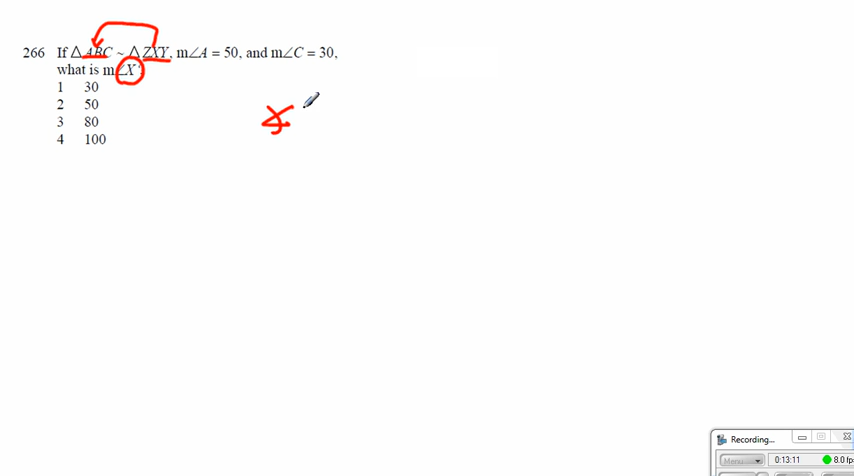 266 If △ABC ~ △ZXY, m∠A = 50, and m∠C = 30,
what is m∠X?
1 30
2 50
3 80
4 100
Recording...
Menu
0:13:11
8.0 fps